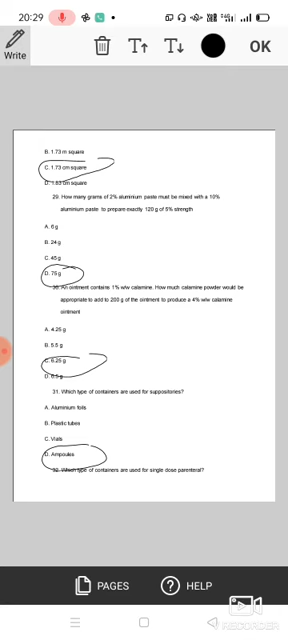 20:29
Write
OK
B. 1.73 m square
C. 1.73 cm square
D. 1.83 cm square
29. How many grams of 2% aluminium paste must be mixed with a 10%
aluminium paste to prepare exactly 120 g of 5% strength
A. 6 g
B. 24 g
C. 45 g
D. 75 g
30. An ointment contains 1% w/w calamine. How much calamine powder would be
appropriate to add to 200 g of the ointment to produce a 4% w/w calamine
ointment
A. 4.25 g
B. 5.5 g
C. 6.25 g
D. 6.5 g
31. Which type of containers are used for suppositories?
A. Aluminium foils
B. Plastic tubes
C. Vials
D. Ampoules
32. Which type of containers are used for single dose parenteral?
PAGES
HELP
RECORDER